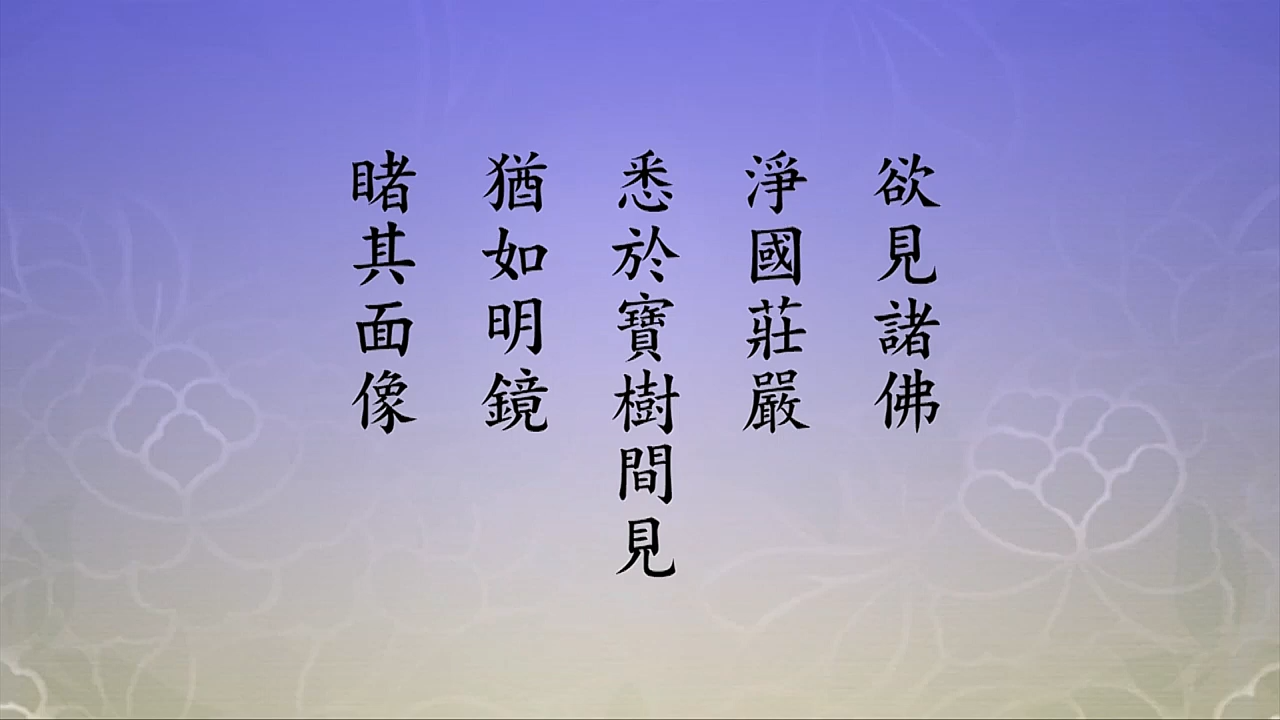 欲見諸佛
淨國莊嚴
悉於寶樹間見
猶如明鏡
睹其面像